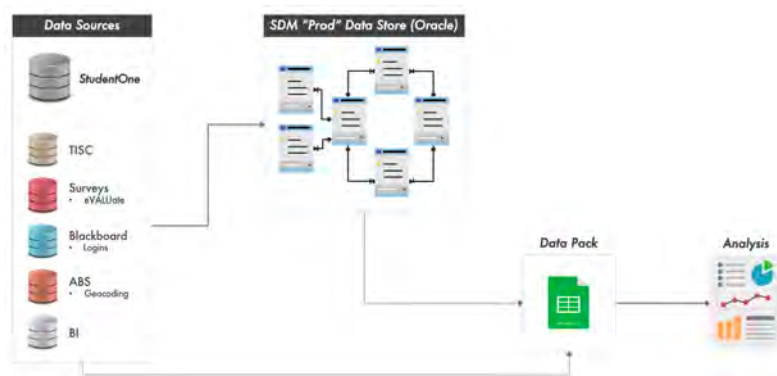 Data Sources
StudentOne
TISC
Surveys
• eVALUate
Blackboard
• Logins
ABS
• Geocoding
BI
SDM "Prod" Data Store (Oracle)
Data Pack
Analysis